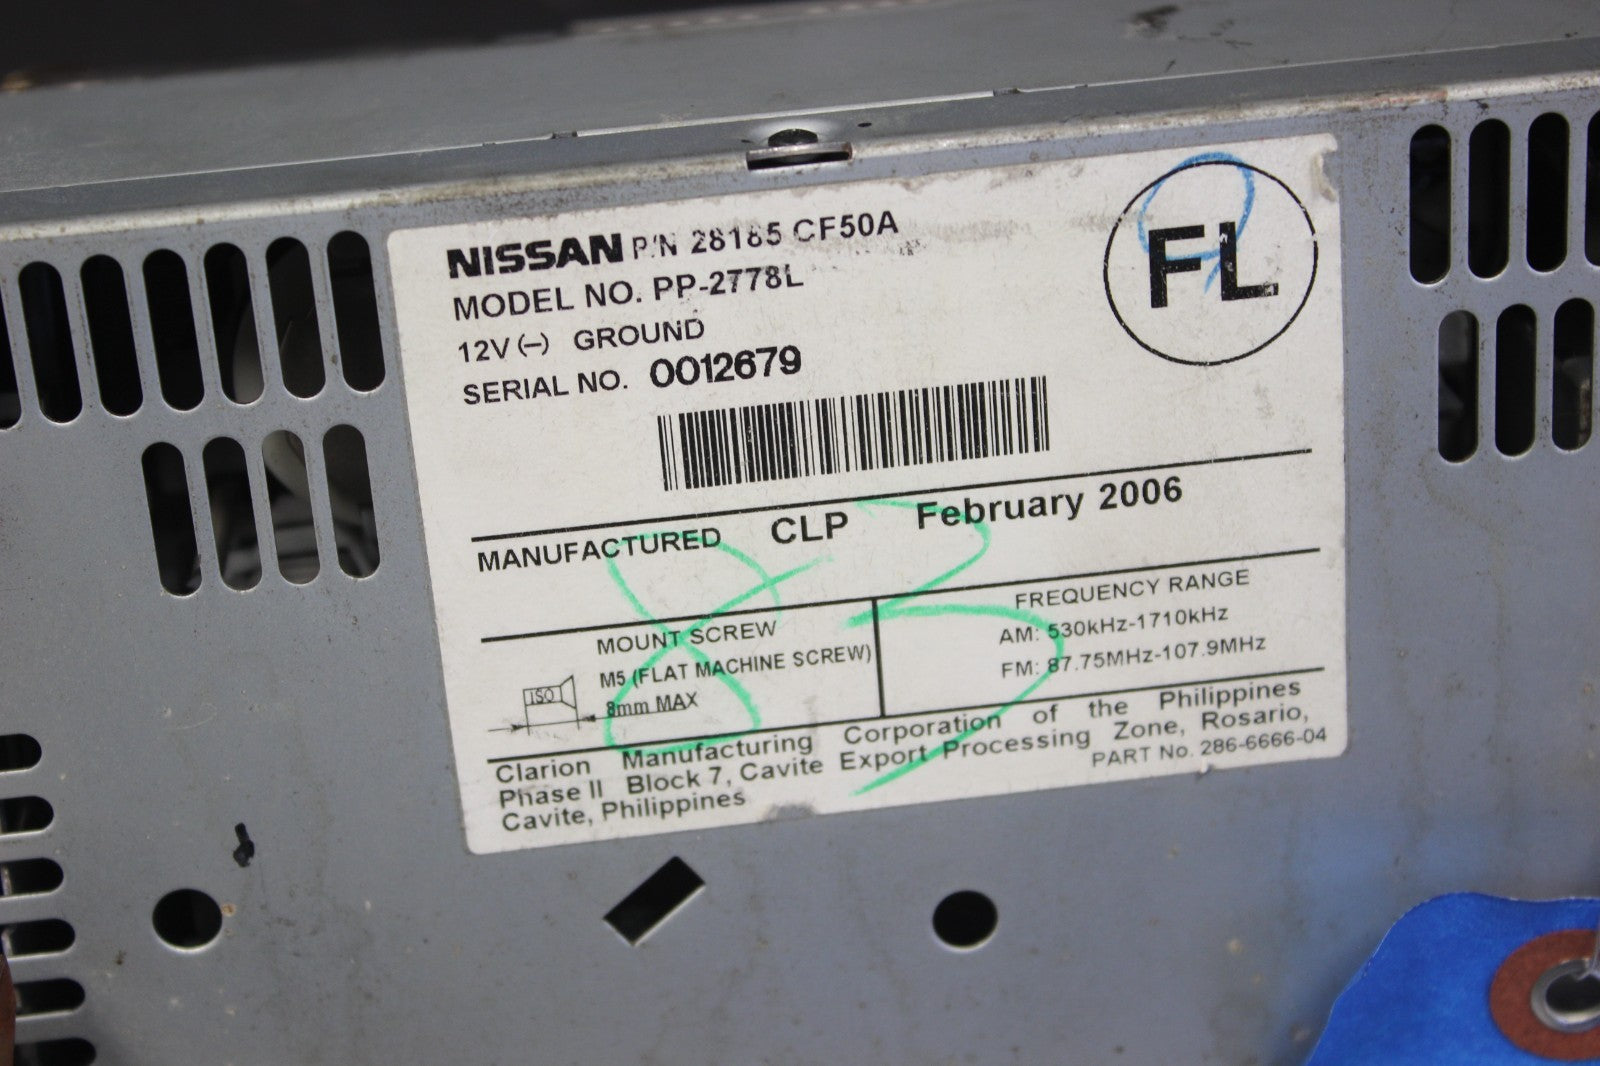 NISSAN P/N 28185 CF50A
MODEL NO. PP-2778L
12V (–) GROUND
SERIAL NO. 0012679
FL
MANUFACTURED CLP February 2006
MOUNT SCREW
M5 (FLAT MACHINE SCREW)
ISO
8mm MAX
FREQUENCY RANGE
AM: 530kHz-1710kHz
FM: 87.75MHz-107.9MHz
Clarion Manufacturing Corporation of the Philippines
Phase II Block 7, Cavite Export Processing Zone, Rosario,
Cavite, Philippines
PART No. 286-6666-04